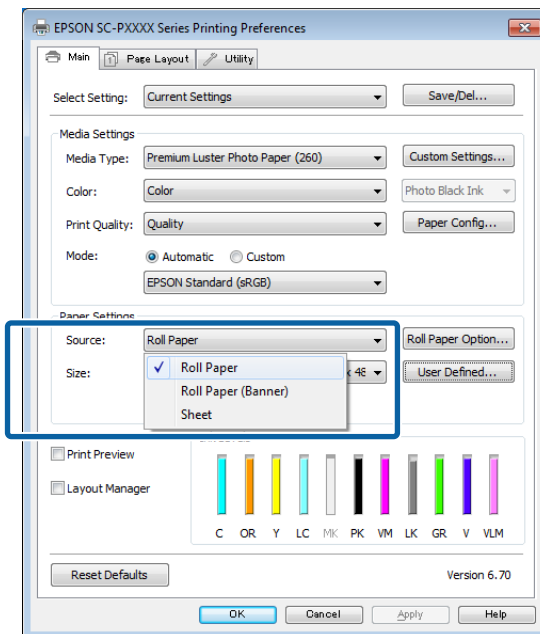 EPSON SC-PXXXX Series Printing Preferences
Main Page Layout Utility
Select Setting: Current Settings Save/Del...
Media Settings
Media Type: Premium Luster Photo Paper (260) Custom Settings...
Color: Color Photo Black Ink
Print Quality: Quality Paper Config...
Mode: Automatic Custom
EPSON Standard (sRGB)
Paper Settings
Source: Roll Paper Roll Paper Option...
Size: x 48 User Defined...
✓ Roll Paper
Roll Paper (Banner)
Sheet
Print Preview
Layout Manager
C OR Y LC MK PK VM LK GR V VLM
Reset Defaults Version 6.70
OK Cancel Apply Help